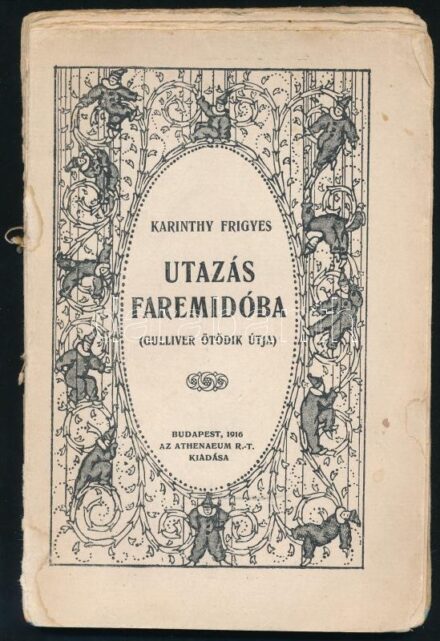 KARINTHY FRIGYES
UTAZÁS
FAREMIDÓBA
(GULLIVER ÖTÖDIK ÚTJA)
BUDAPEST, 1916
AZ ATHENAEUM R.-T.
KIADÁSA